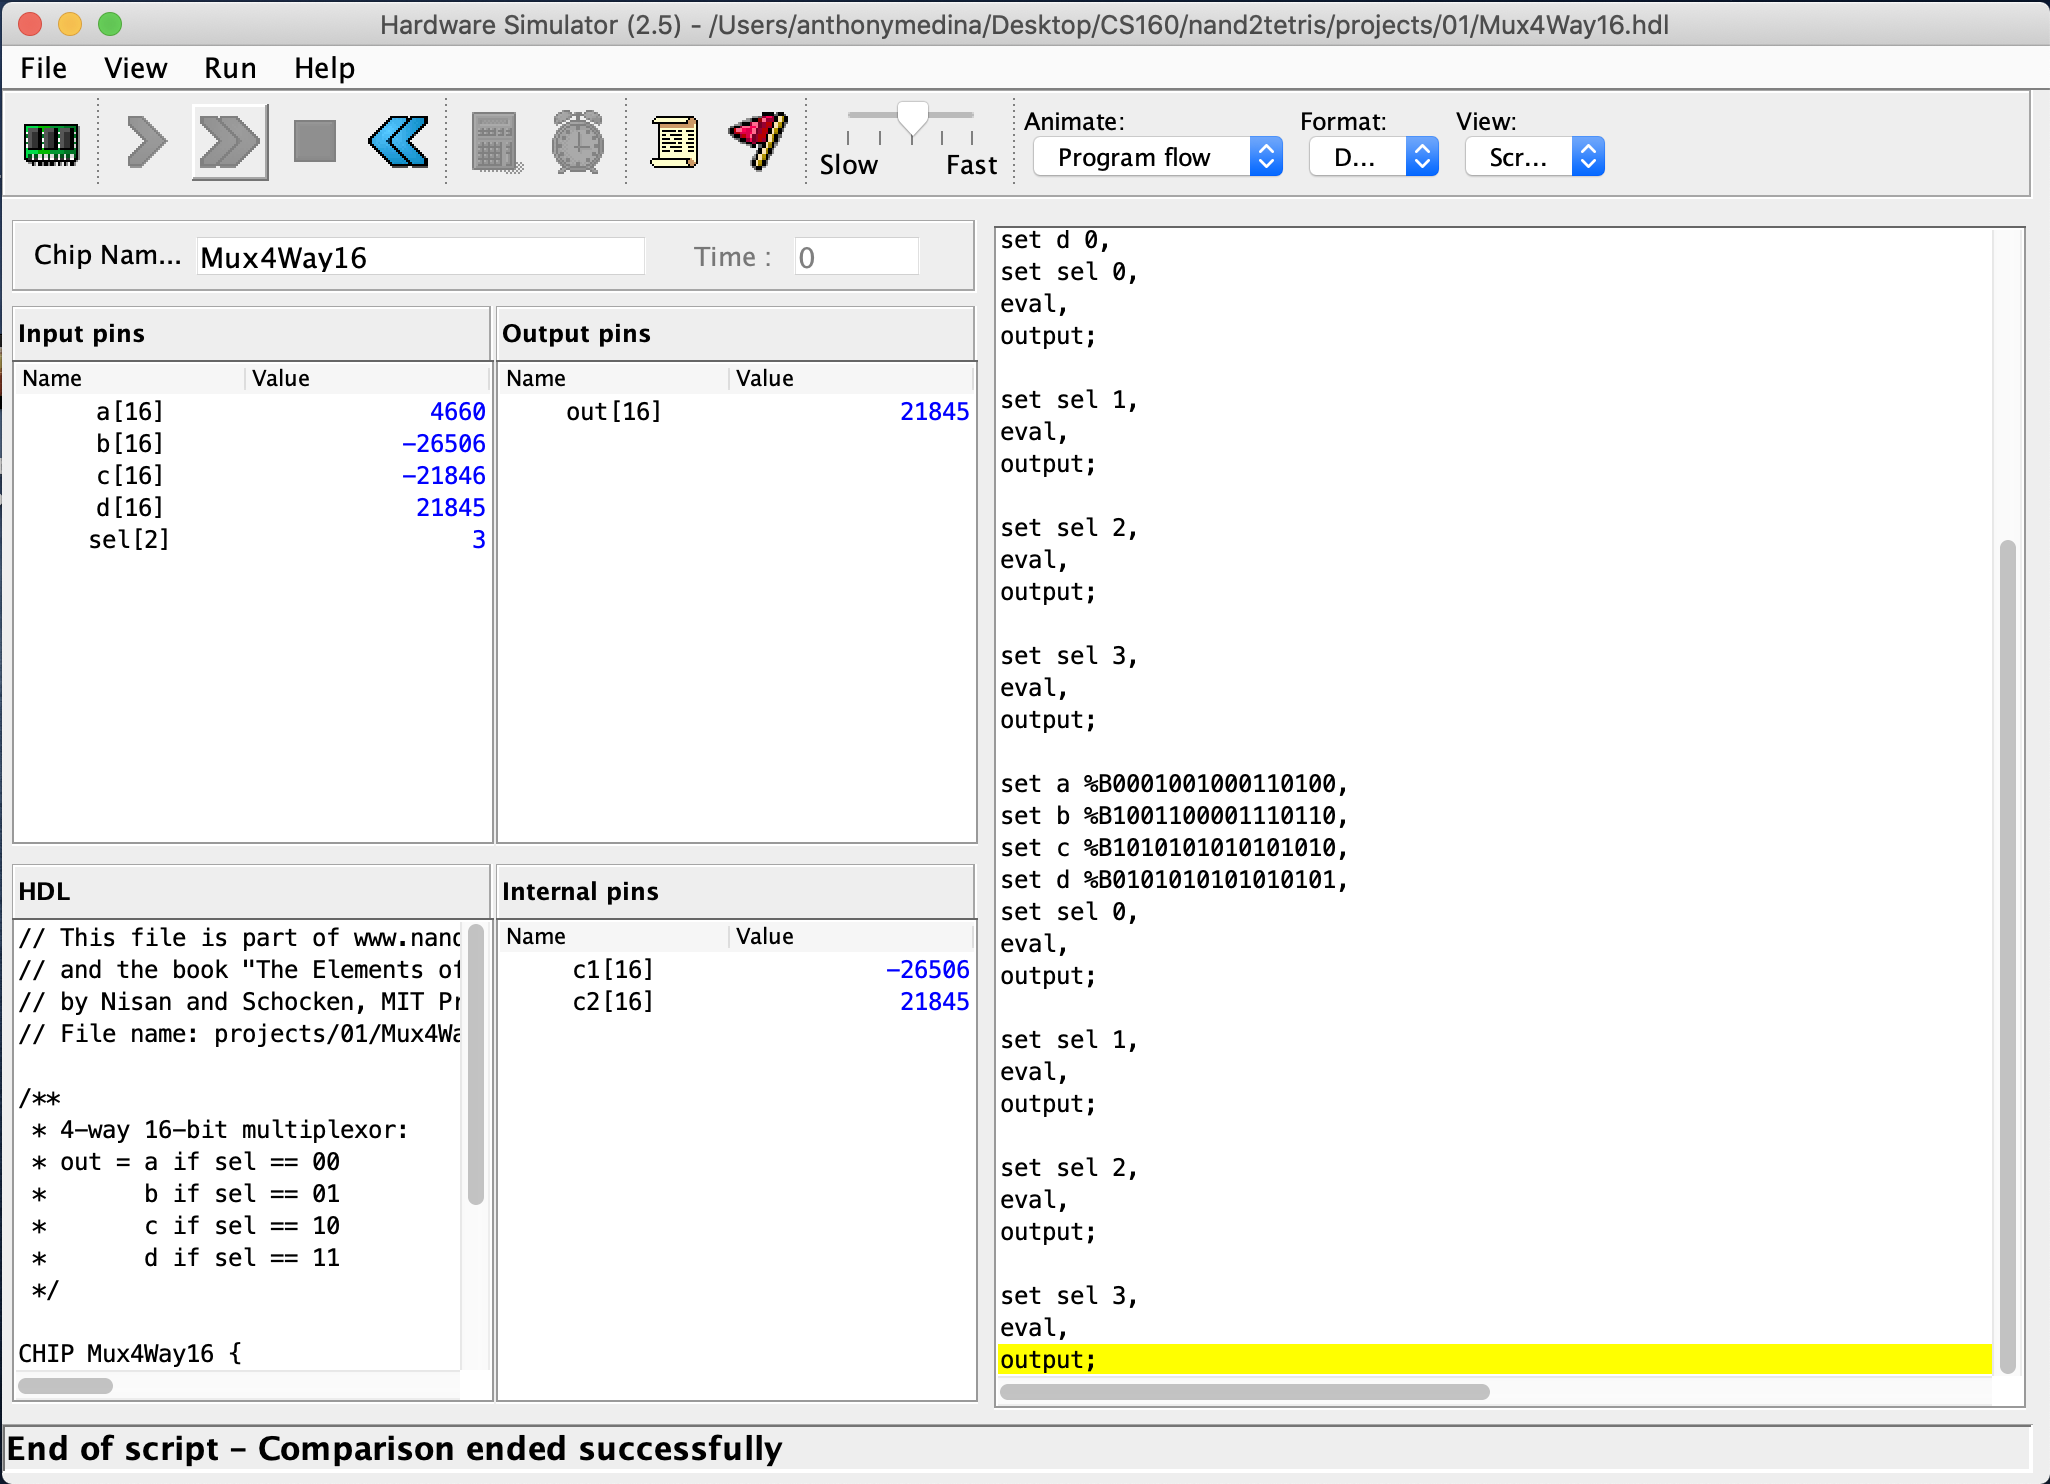 Hardware Simulator (2.5) - /Users/anthonymedina/Desktop/CS160/nand2tetris/projects/01/Mux4Way16.hdl
File View Run Help
Animate: Format: View:
Slow Fast Program flow D... Scr...
Chip Nam... Mux4Way16 Time : 0
Input pins
Name Value
a[16] 4660
b[16] -26506
c[16] -21846
d[16] 21845
sel[2] 3
Output pins
Name Value
out[16] 21845
HDL
// This file is part of www.nand
// and the book "The Elements of
// by Nisan and Schocken, MIT Pr
// File name: projects/01/Mux4Wa
/**
* 4-way 16-bit multiplexor:
* out = a if sel == 00
* b if sel == 01
* c if sel == 10
* d if sel == 11
*/
CHIP Mux4Way16 {
Internal pins
Name Value
c1[16] -26506
c2[16] 21845
set d 0,
set sel 0,
eval,
output;
set sel 1,
eval,
output;
set sel 2,
eval,
output;
set sel 3,
eval,
output;
set a %B0001001000110100,
set b %B1001100001110110,
set c %B1010101010101010,
set d %B0101010101010101,
set sel 0,
eval,
output;
set sel 1,
eval,
output;
set sel 2,
eval,
output;
set sel 3,
eval,
output;
End of script - Comparison ended successfully